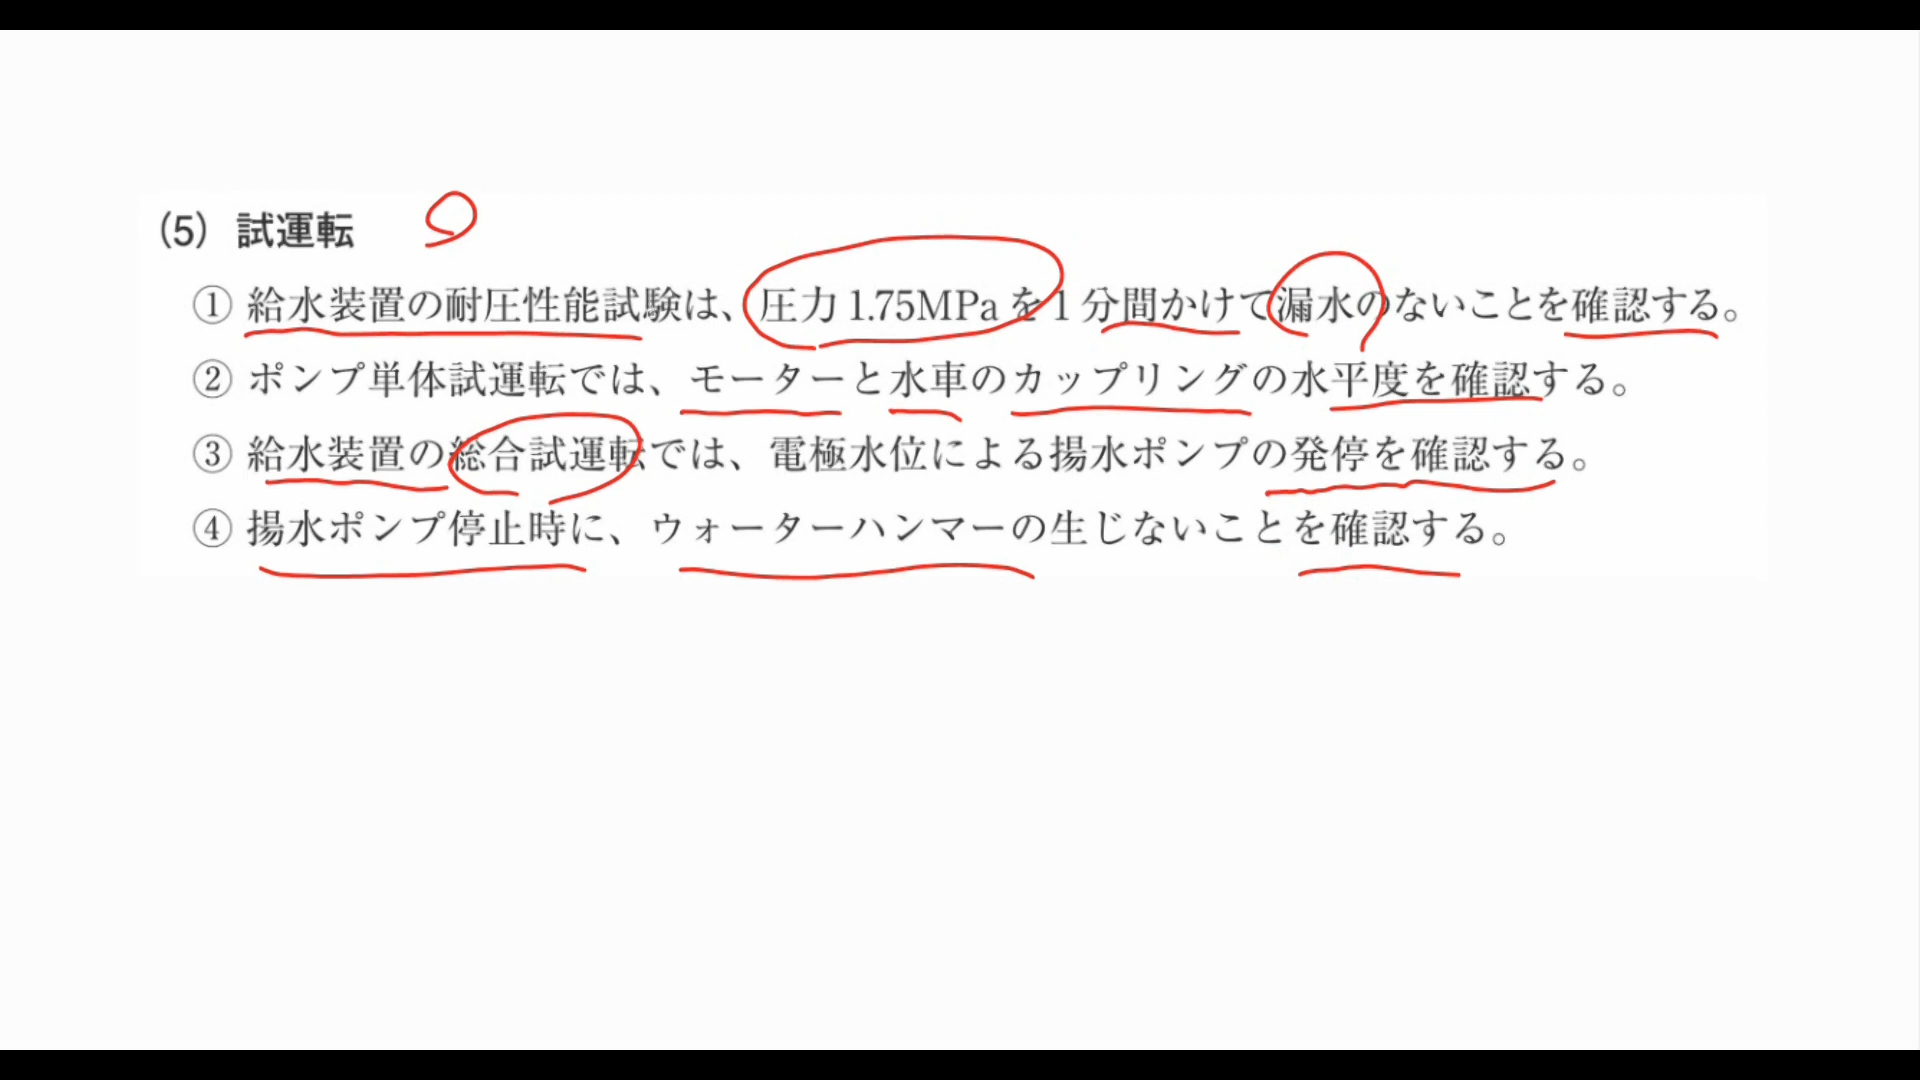 (5) 試運転
① 給水装置の耐圧性能試験は、圧力 1.75MPa を 1 分間かけて漏水のないことを確認する。
② ポンプ単体試運転では、モーターと水車のカップリングの水平度を確認する。
③ 給水装置の総合試運転では、電極水位による揚水ポンプの発停を確認する。
④ 揚水ポンプ停止時に、ウォーターハンマーの生じないことを確認する。